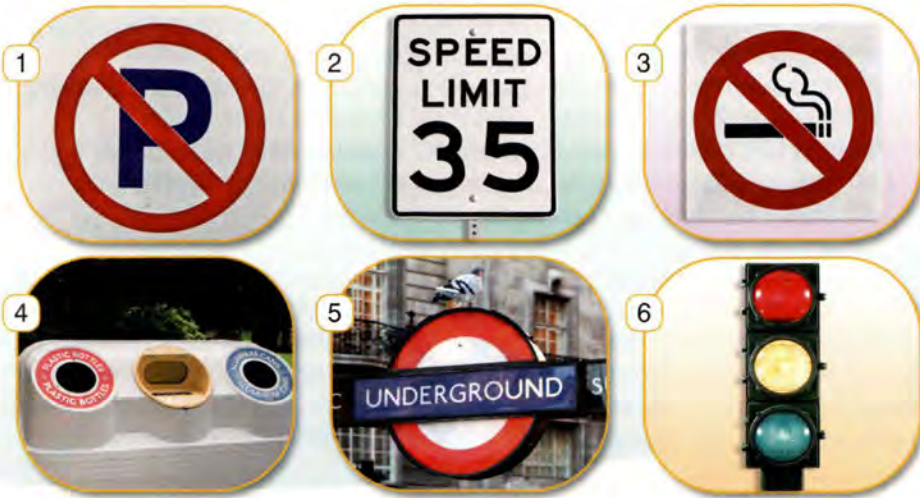 1
P
2
SPEED
LIMIT
35
3
4
PLASTIC BOTTLES
PLASTIC BOTTLES
5
UNDERGROUND
6